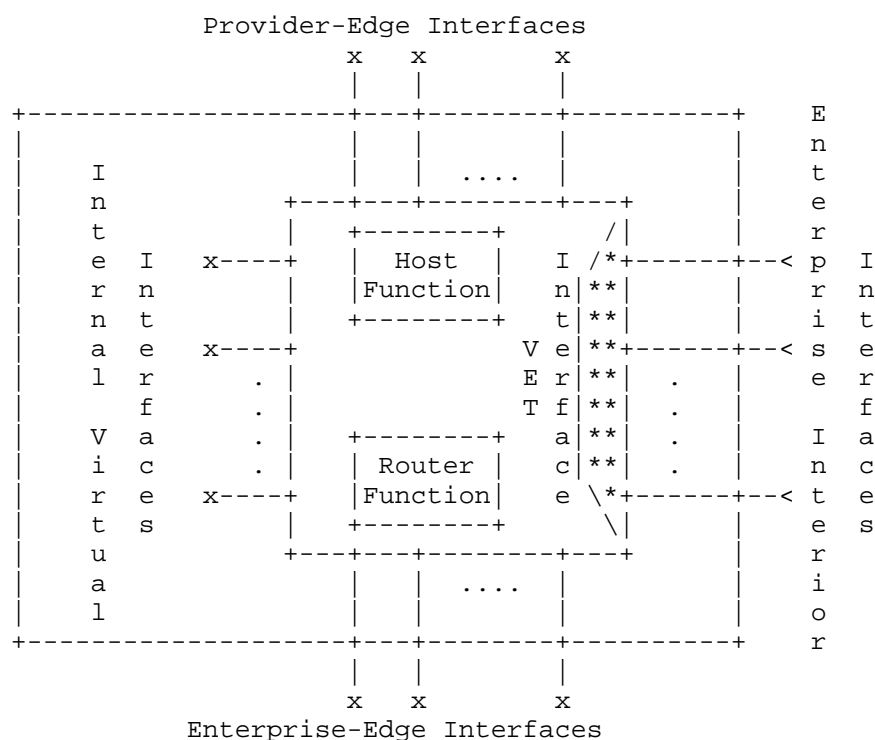 Provider-Edge Interfaces
x x x
Internal Virtual
Interfaces
x
x
x
....
Host
Function
VET
Interface
Router
Function
....
Enterprise Interior
Interfaces
x x x
Enterprise-Edge Interfaces